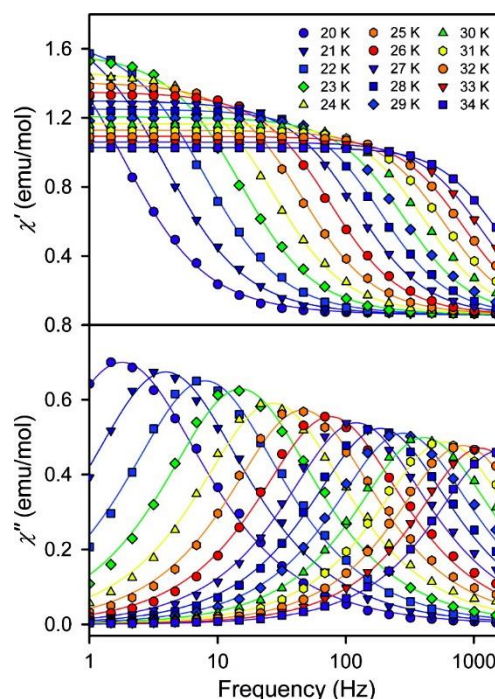 20 K 25 K 30 K
21 K 26 K 31 K
22 K 27 K 32 K
23 K 28 K 33 K
24 K 29 K 34 K
1.6
1.2
0.8
0.4
0.8
χ′ (emu/mol)
0.6
0.4
0.2
0.0
χ″ (emu/mol)
1 10 100 1000
Frequency (Hz)